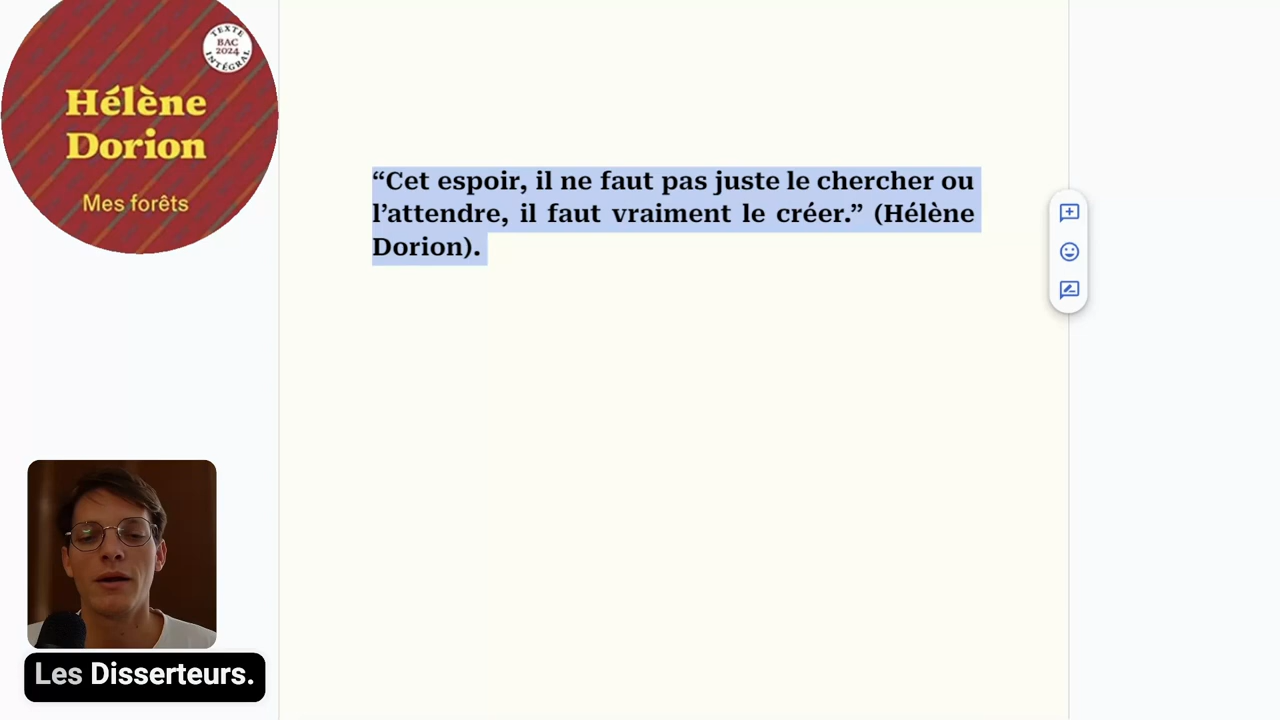 TEXTE
BAC
2024
INTÉGRAL
Hélène
Dorion
Mes forêts
“Cet espoir, il ne faut pas juste le chercher ou
l’attendre, il faut vraiment le créer.” (Hélène
Dorion).
Les Disserteurs.